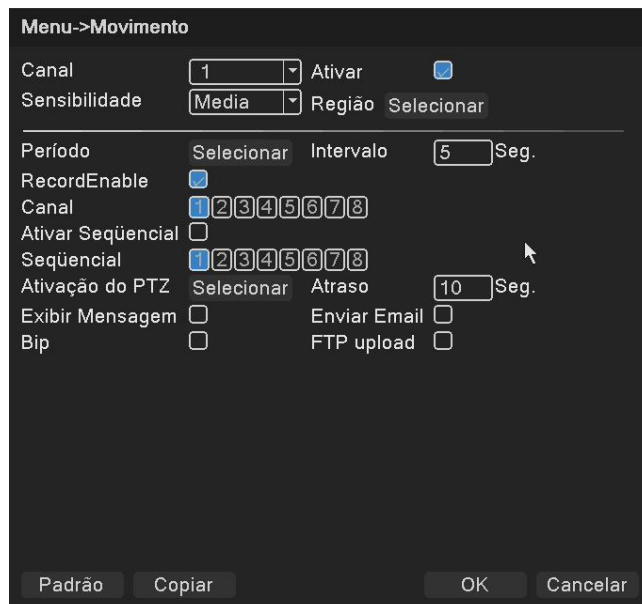 Menu->Movimento
Canal 1 Ativar
Sensibilidade Media Região Selecionar
Período Selecionar Intervalo 5 Seg.
RecordEnable
Canal 1 2 3 4 5 6 7 8
Ativar Seqüencial
Seqüencial 1 2 3 4 5 6 7 8
Ativação do PTZ Selecionar Atraso 10 Seg.
Exibir Mensagem Enviar Email
Bip FTP upload
Padrão Copiar OK Cancelar